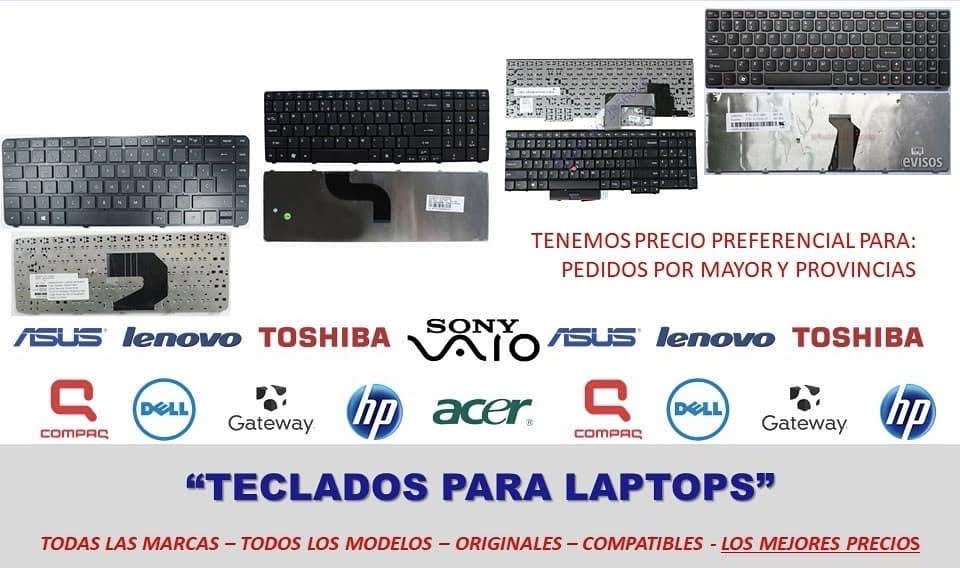 evisos
TENEMOS PRECIO PREFERENCIAL PARA:
PEDIDOS POR MAYOR Y PROVINCIAS
ASUS lenovo TOSHIBA SONY VAIO ASUS lenovo TOSHIBA
COMPAQ DELL Gateway hp acer COMPAQ DELL Gateway hp
“TECLADOS PARA LAPTOPS”
TODAS LAS MARCAS – TODOS LOS MODELOS – ORIGINALES – COMPATIBLES - LOS MEJORES PRECIOS